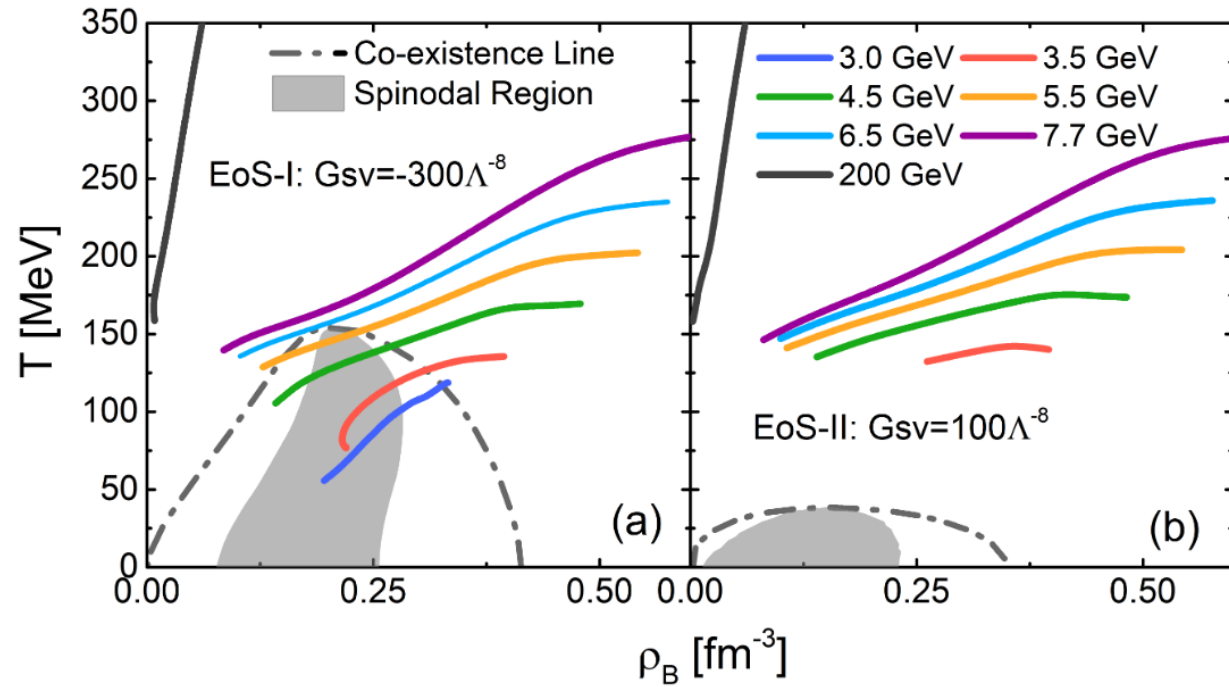 350
300
250
200
150
100
50
0
T [MeV]
Co-existence Line
Spinodal Region
EoS-I: Gsv=-300Λ⁻⁸
(a)
0.00 0.25 0.50
3.0 GeV 3.5 GeV
4.5 GeV 5.5 GeV
6.5 GeV 7.7 GeV
200 GeV
EoS-II: Gsv=100Λ⁻⁸
(b)
0.00 0.25 0.50
ρB [fm⁻³]